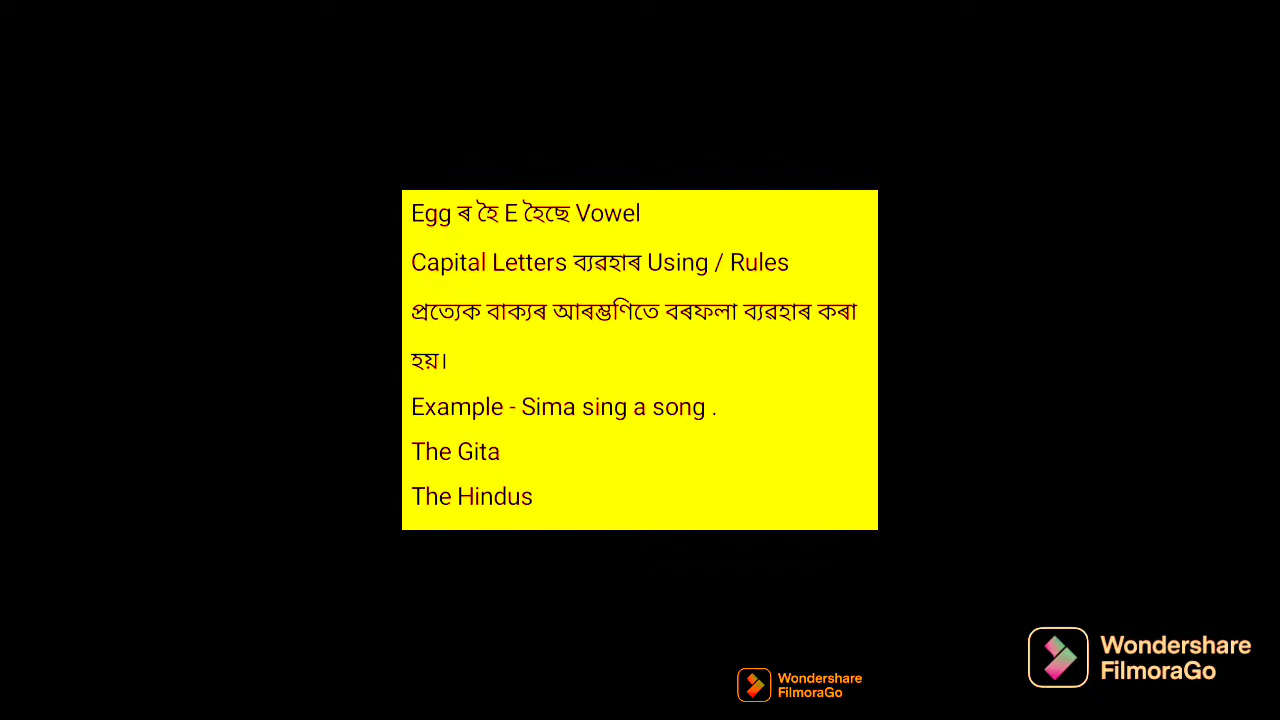 Egg ৰ হৈ E হৈছে Vowel
Capital Letters ব্যৱহাৰ Using / Rules
প্ৰত্যেক বাক্যৰ আৰম্ভণিতে বৰফলা ব্যৱহাৰ কৰা
হয়।
Example - Sima sing a song .
The Gita
The Hindus
Wondershare
FilmoraGo
Wondershare
FilmoraGo